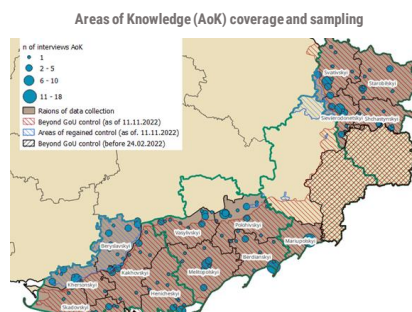 Areas of Knowledge (AoK) coverage and sampling
n of interviews AoK
1
2 - 5
6 - 10
11 - 18
Raions of data collection
Beyond GoU control (as of 11.11.2022)
Areas of regained control (as of. 11.11.2022)
Beyond GoU control (before 24.02.2022)
Svativskyi
Starobilskyi
Sievierodonetskyi
Shchastynskyi
Beryslavskyi
Vasylivskyi
Polohivskyi
Mariupolskyi
Khersonskyi
Kakhovskyi
Melitopolskyi
Berdianskyi
Henicheskyi
Skadovskyi